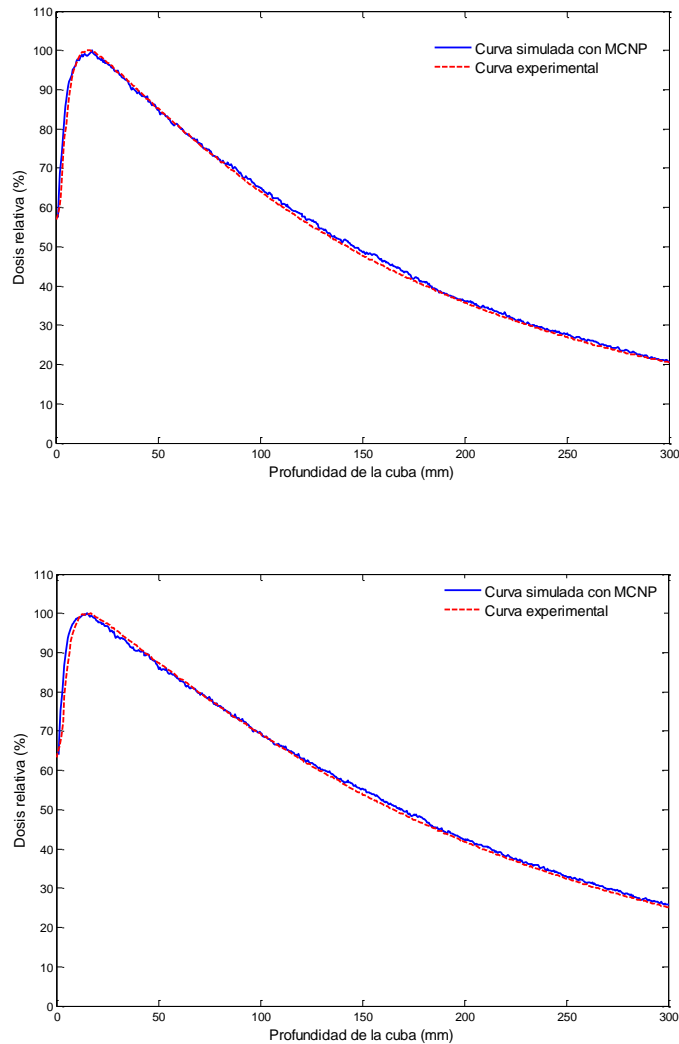 110
100
90
80
70
60
50
40
30
20
10
0
Dosis relativa (%)
Curva simulada con MCNP
Curva experimental
0 50 100 150 200 250 300
Profundidad de la cuba (mm)
110
100
90
80
70
60
50
40
30
20
10
0
Dosis relativa (%)
Curva simulada con MCNP
Curva experimental
0 50 100 150 200 250 300
Profundidad de la cuba (mm)